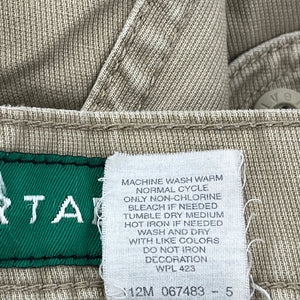 RTA
MACHINE WASH WARM
NORMAL CYCLE
ONLY NON-CHLORINE
BLEACH IF NEEDED
TUMBLE DRY MEDIUM
HOT IRON IF NEEDED
WASH AND DRY
WITH LIKE COLORS
DO NOT IRON
DECORATION
WPL 423
12M 067483 - 5